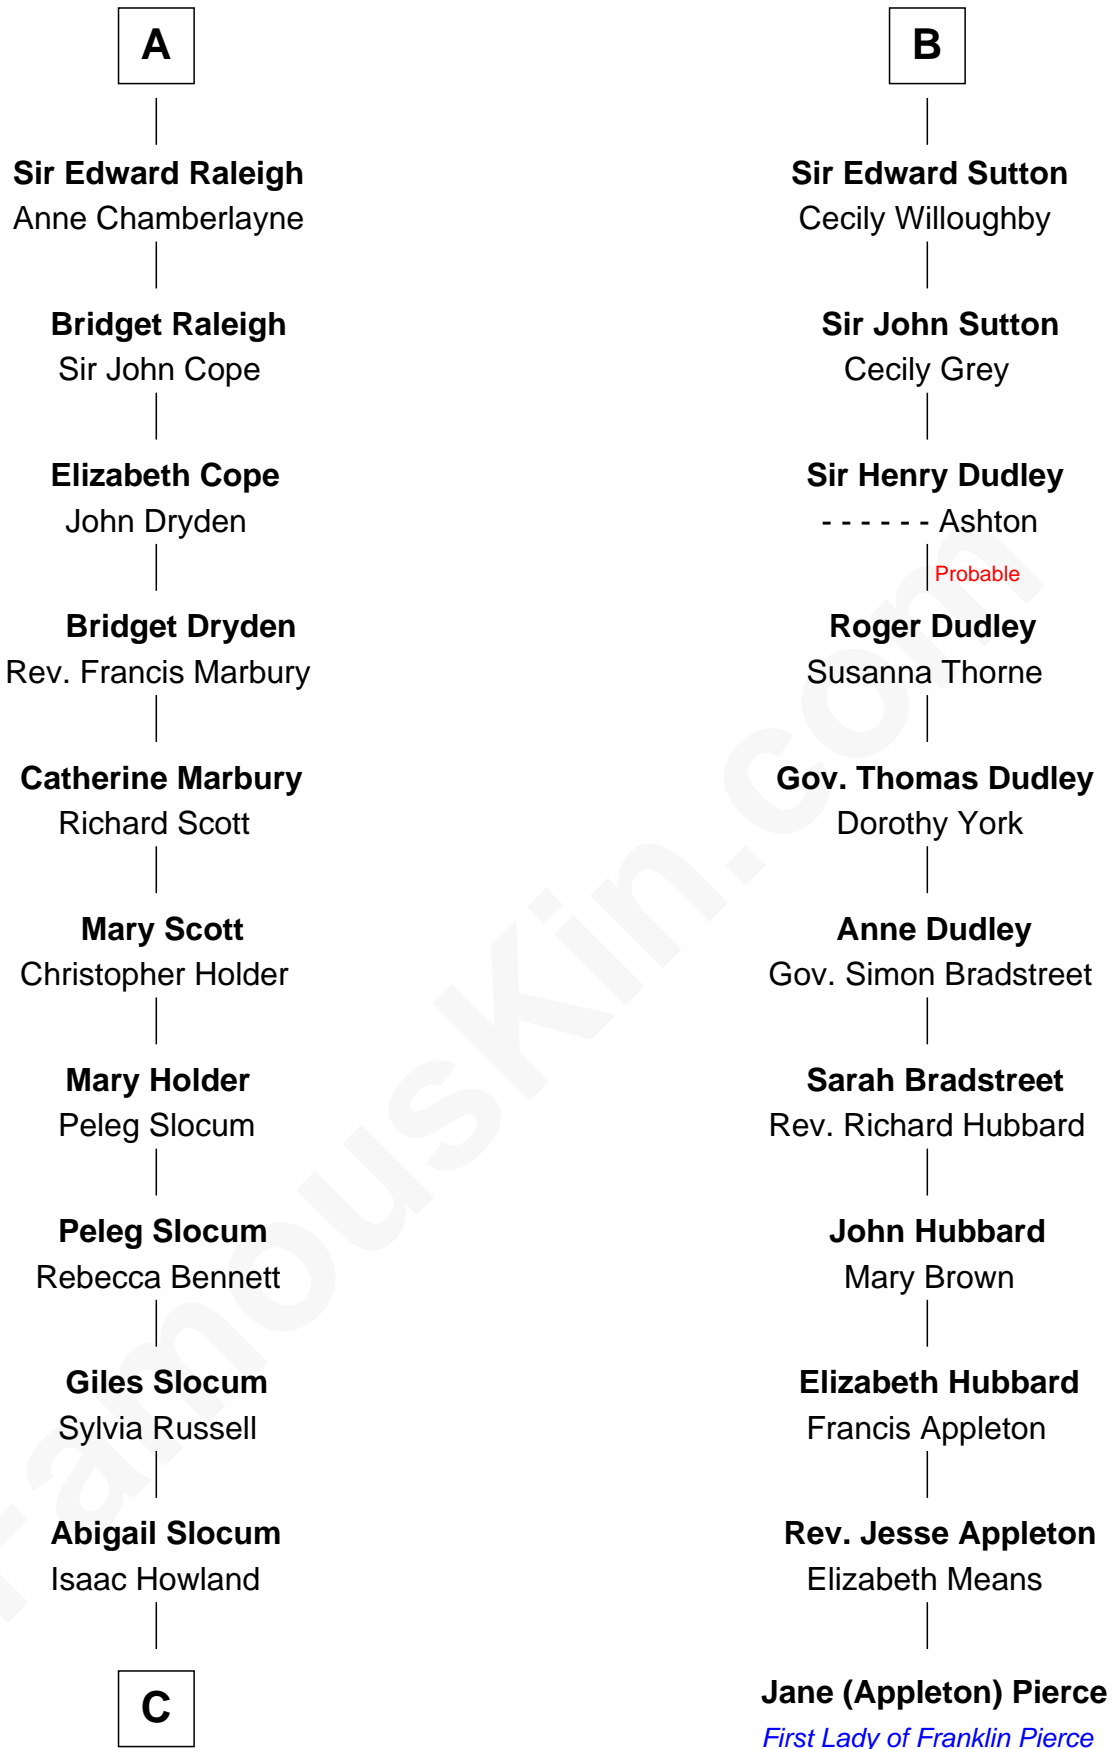 A
Sir Edward Raleigh
Anne Chamberlayne
Bridget Raleigh
Sir John Cope
Elizabeth Cope
John Dryden
Bridget Dryden
Rev. Francis Marbury
Catherine Marbury
Richard Scott
Mary Scott
Christopher Holder
Mary Holder
Peleg Slocum
Peleg Slocum
Rebecca Bennett
Giles Slocum
Sylvia Russell
Abigail Slocum
Isaac Howland
C
B
Sir Edward Sutton
Cecily Willoughby
Sir John Sutton
Cecily Grey
Sir Henry Dudley
- - - - - - Ashton
Probable
Roger Dudley
Susanna Thorne
Gov. Thomas Dudley
Dorothy York
Anne Dudley
Gov. Simon Bradstreet
Sarah Bradstreet
Rev. Richard Hubbard
John Hubbard
Mary Brown
Elizabeth Hubbard
Francis Appleton
Rev. Jesse Appleton
Elizabeth Means
Jane (Appleton) Pierce
First Lady of Franklin Pierce
FamousKin.com